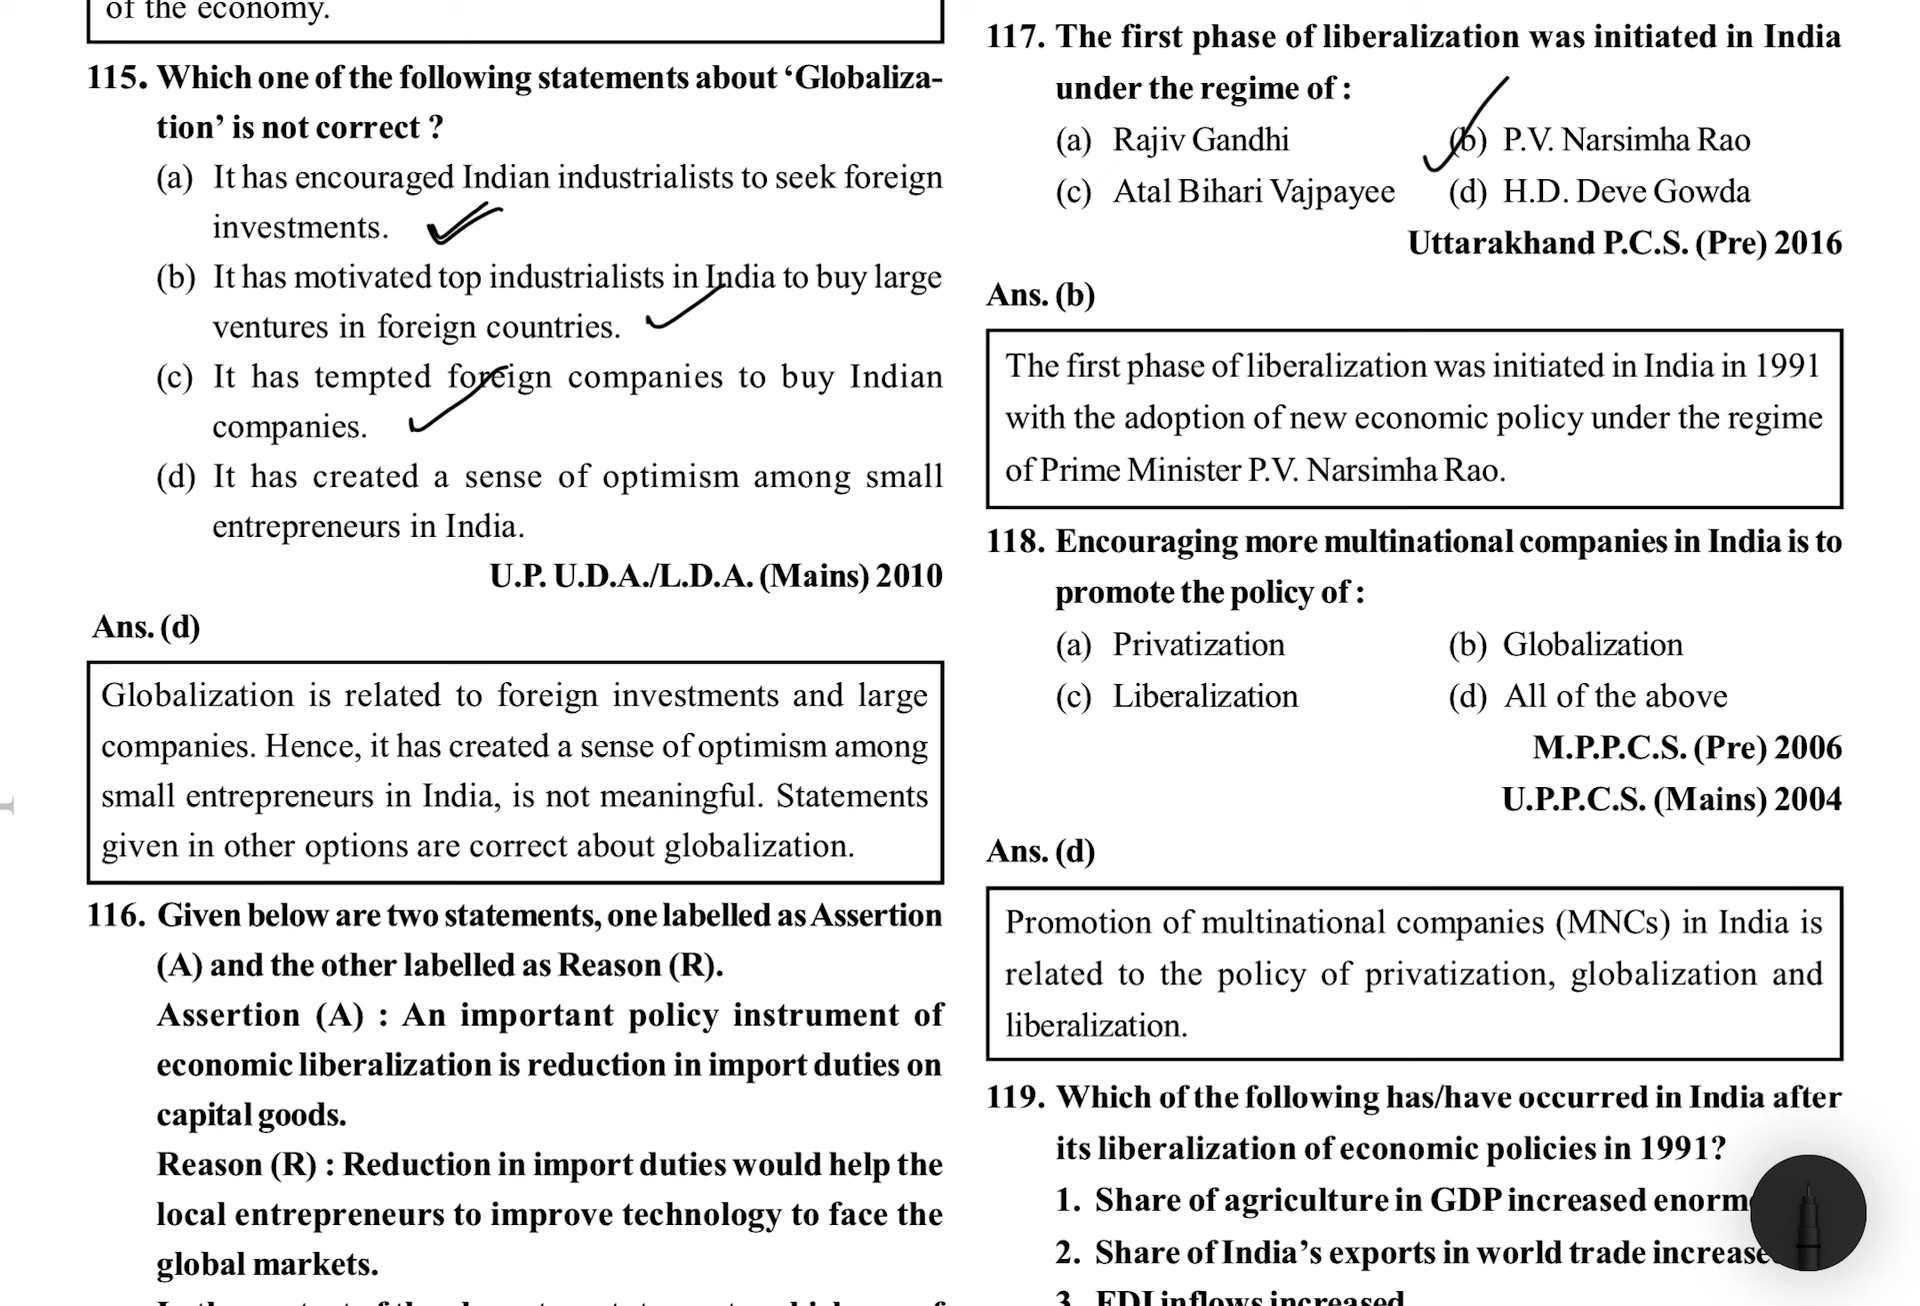 of the economy.
115. Which one of the following statements about ‘Globaliza-
tion’ is not correct ?
(a) It has encouraged Indian industrialists to seek foreign
investments.
(b) It has motivated top industrialists in India to buy large
ventures in foreign countries.
(c) It has tempted foreign companies to buy Indian
companies.
(d) It has created a sense of optimism among small
entrepreneurs in India.
U.P. U.D.A./L.D.A. (Mains) 2010
Ans. (d)
Globalization is related to foreign investments and large
companies. Hence, it has created a sense of optimism among
small entrepreneurs in India, is not meaningful. Statements
given in other options are correct about globalization.
116. Given below are two statements, one labelled as Assertion
(A) and the other labelled as Reason (R).
Assertion (A) : An important policy instrument of
economic liberalization is reduction in import duties on
capital goods.
Reason (R) : Reduction in import duties would help the
local entrepreneurs to improve technology to face the
global markets.
117. The first phase of liberalization was initiated in India
under the regime of :
(a) Rajiv Gandhi (b) P.V. Narsimha Rao
(c) Atal Bihari Vajpayee (d) H.D. Deve Gowda
Uttarakhand P.C.S. (Pre) 2016
Ans. (b)
The first phase of liberalization was initiated in India in 1991
with the adoption of new economic policy under the regime
of Prime Minister P.V. Narsimha Rao.
118. Encouraging more multinational companies in India is to
promote the policy of :
(a) Privatization (b) Globalization
(c) Liberalization (d) All of the above
M.P.P.C.S. (Pre) 2006
U.P.P.C.S. (Mains) 2004
Ans. (d)
Promotion of multinational companies (MNCs) in India is
related to the policy of privatization, globalization and
liberalization.
119. Which of the following has/have occurred in India after
its liberalization of economic policies in 1991?
1. Share of agriculture in GDP increased
2. Share of India’s exports in world trade
3. FDI inflows increased